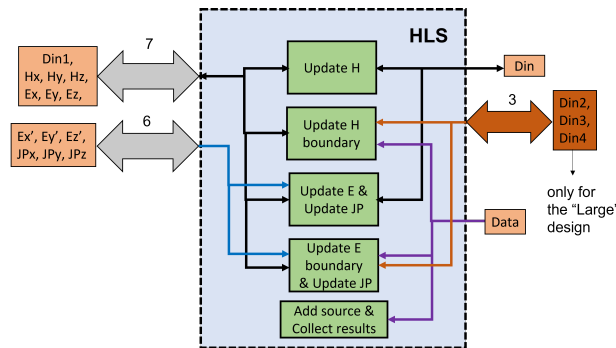 7
HLS
Din1,
Hx, Hy, Hz,
Ex, Ey, Ez,
Update H
Din
3
Din2,
Din3,
Din4
6
Ex’, Ey’, Ez’
JPx, JPy, JPz
Update H
boundary
Update E &
Update JP
only for
the “Large”
design
Data
Update E
boundary
& Update JP
Add source &
Collect results